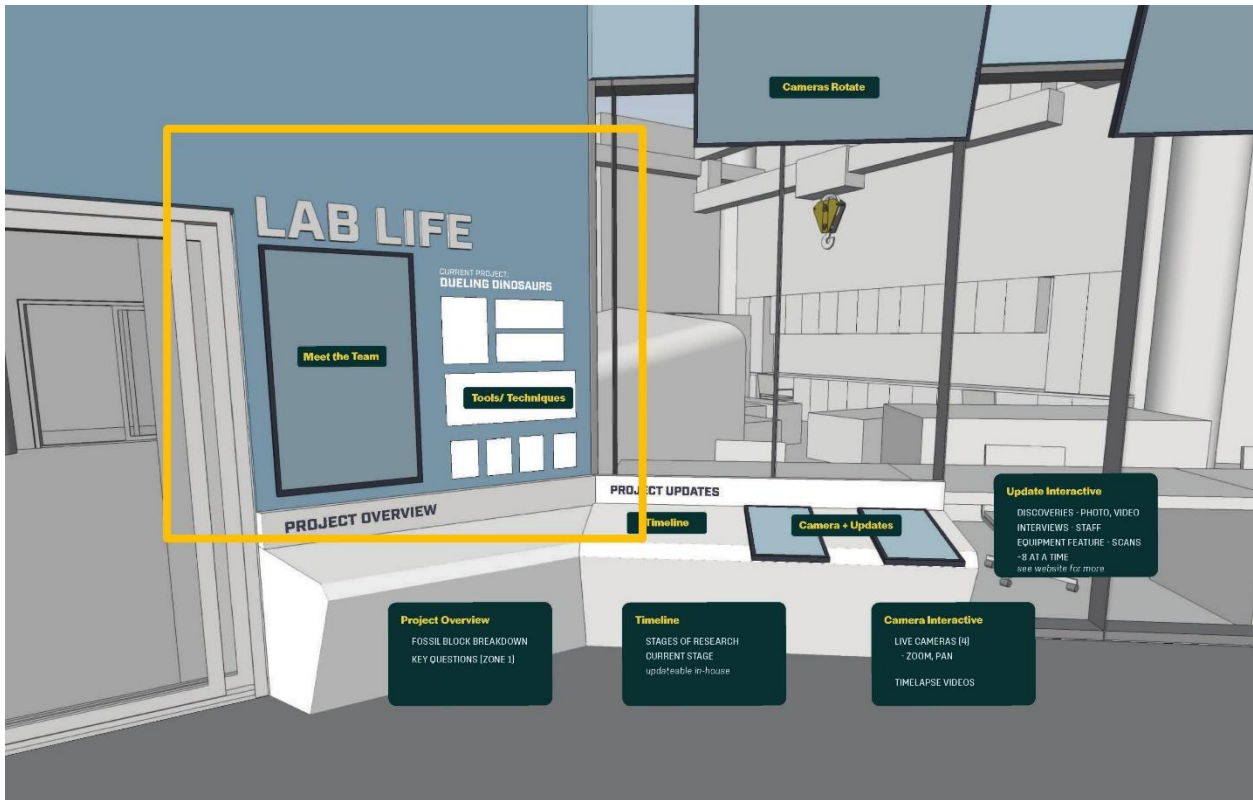 Cameras Rotate
LAB LIFE
CURRENT PROJECT:
DUELING DINOSAURS
Meet the Team
Tools/ Techniques
PROJECT OVERVIEW
PROJECT UPDATES
Timeline
Camera + Updates
Update Interactive
DISCOVERIES - PHOTO, VIDEO
INTERVIEWS - STAFF
EQUIPMENT FEATURE - SCANS
~8 AT A TIME
see website for more
Project Overview
FOSSIL BLOCK BREAKDOWN
KEY QUESTIONS (ZONE 1)
Timeline
STAGES OF RESEARCH
CURRENT STAGE
updateable in-house
Camera Interactive
LIVE CAMERAS (4)
- ZOOM, PAN
TIMELAPSE VIDEOS